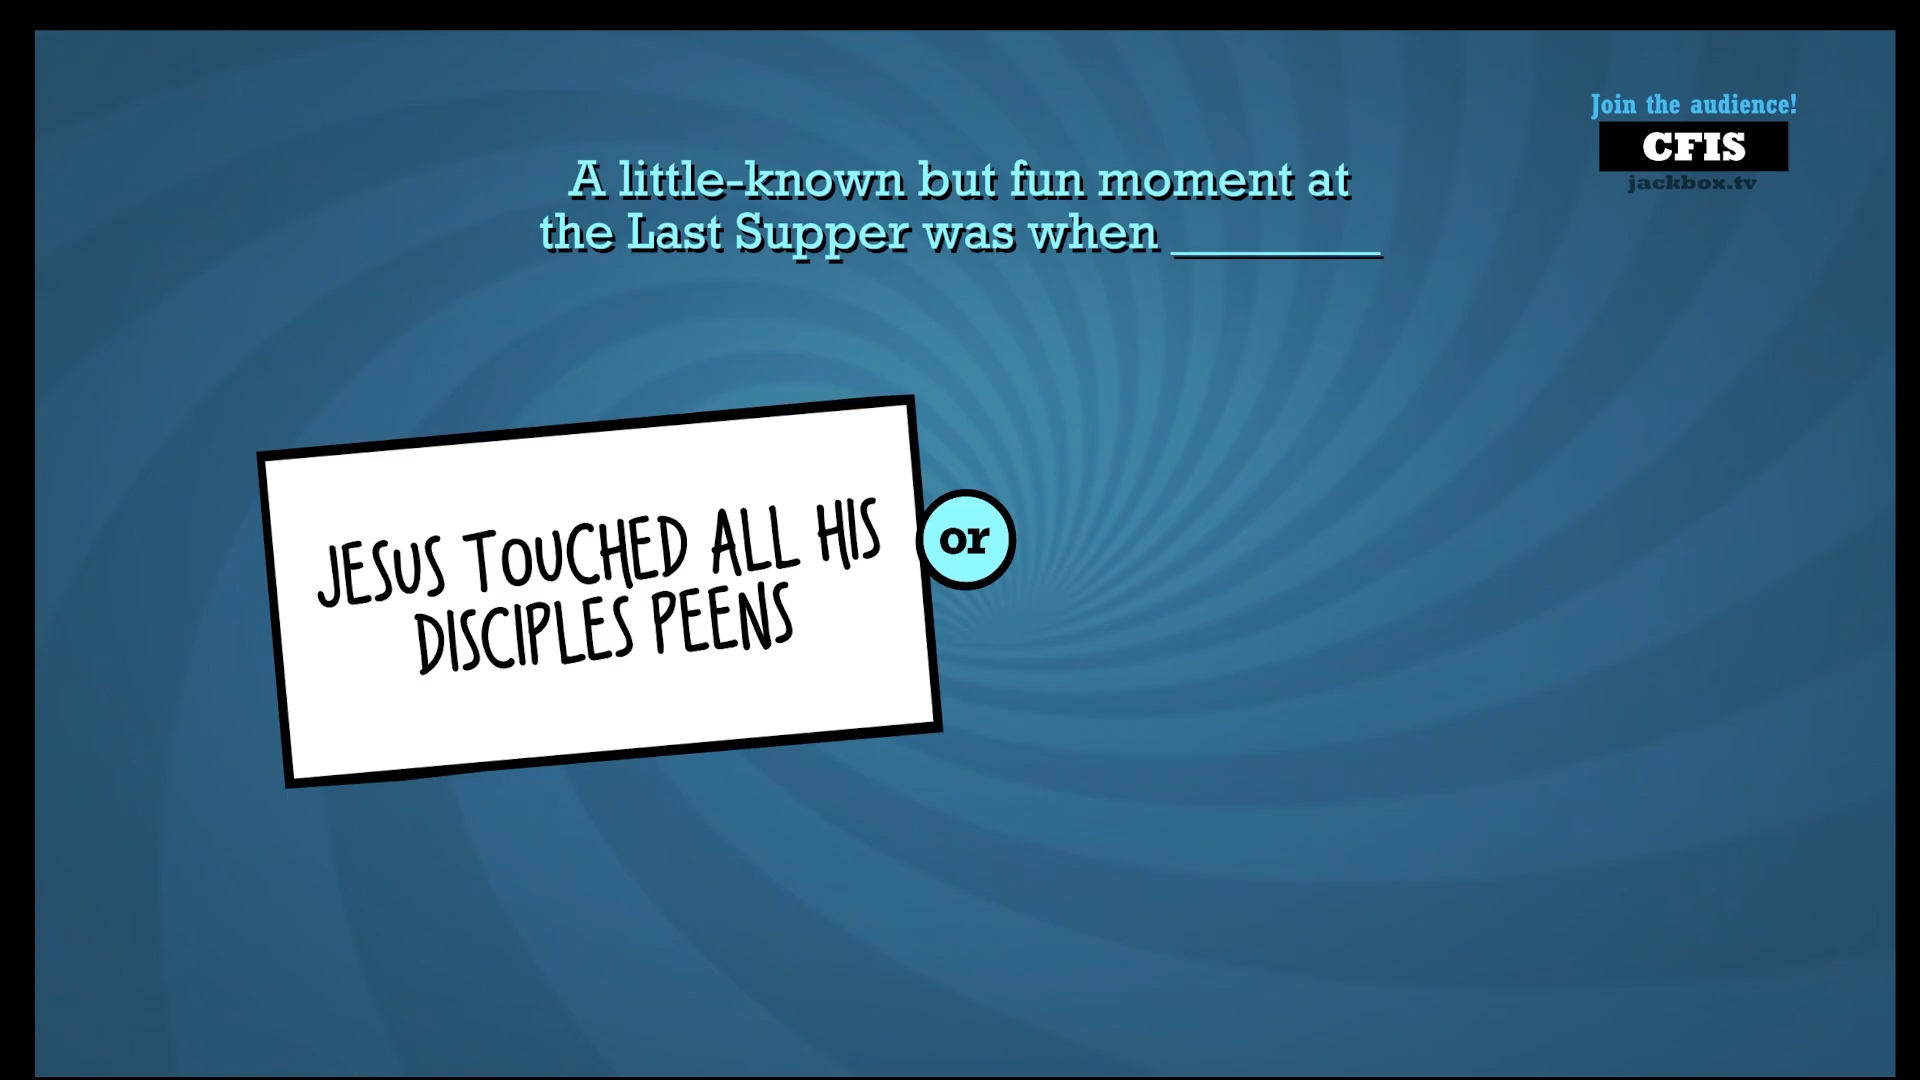 Join the audience!
CFIS
jackbox.tv
A little-known but fun moment at
the Last Supper was when ________
JESUS TOUCHED ALL HIS
DISCIPLES PEENS
or